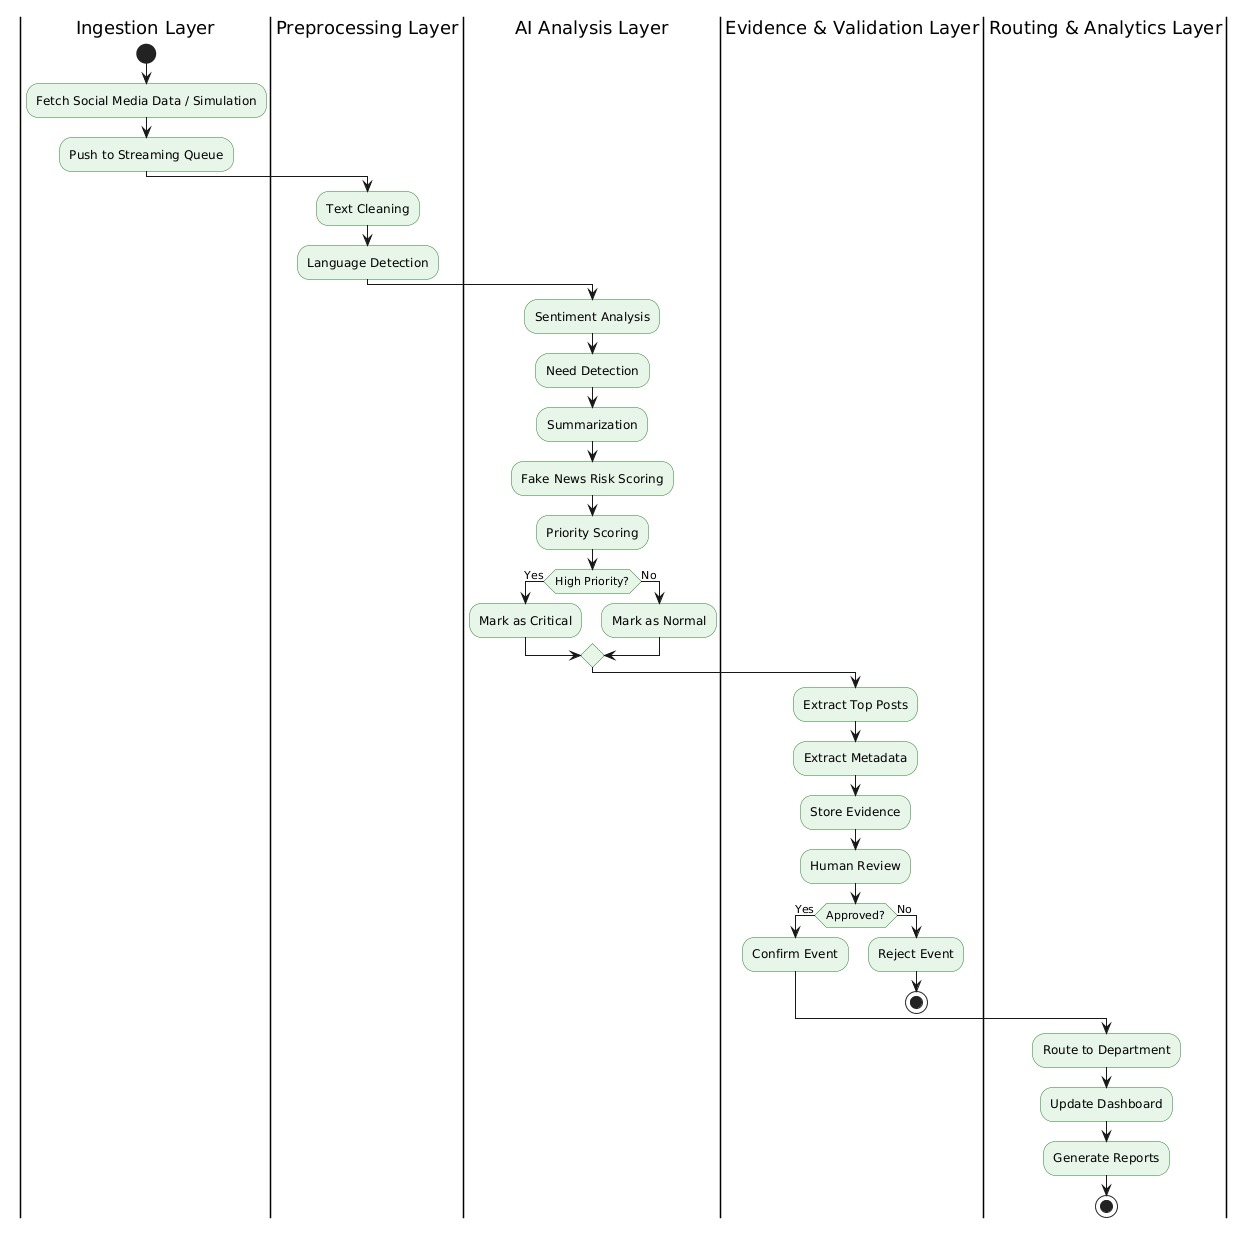 Ingestion Layer
Preprocessing Layer
AI Analysis Layer
Evidence & Validation Layer
Routing & Analytics Layer
Fetch Social Media Data / Simulation
Push to Streaming Queue
Text Cleaning
Language Detection
Sentiment Analysis
Need Detection
Summarization
Fake News Risk Scoring
Priority Scoring
Yes
High Priority?
No
Mark as Critical
Mark as Normal
Extract Top Posts
Extract Metadata
Store Evidence
Human Review
Yes
Approved?
No
Confirm Event
Reject Event
Route to Department
Update Dashboard
Generate Reports